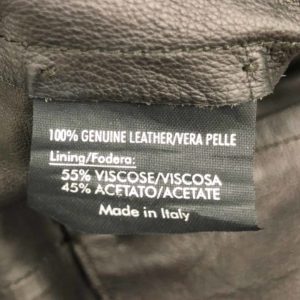 100% GENUINE LEATHER/VERA PELLE
Lining/Fodera:
55% VISCOSE/VISCOSA
45% ACETATO/ACETATE
Made in Italy